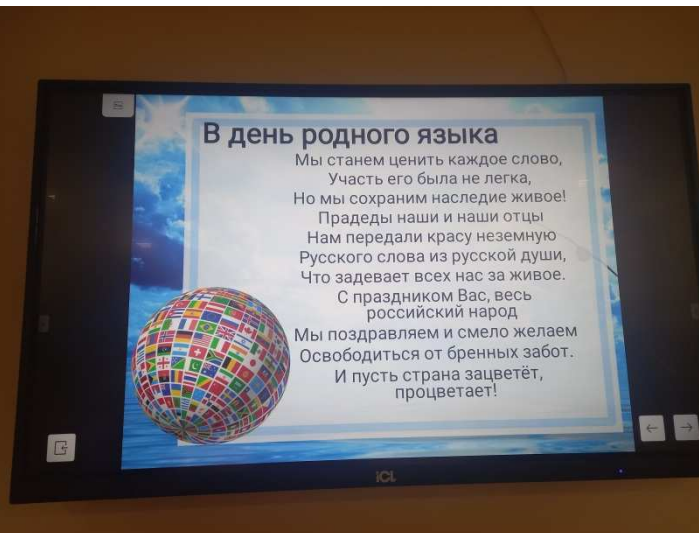 В день родного языка
Мы станем ценить каждое слово,
Участь его была не легка,
Но мы сохраним наследие живое!
Прадеды наши и наши отцы
Нам передали красу неземную
Русского слова из русской души,
Что задевает всех нас за живое.
С праздником Вас, весь
российский народ
Мы поздравляем и смело желаем
Освободиться от бренных забот.
И пусть страна зацветёт,
процветает!
iCL